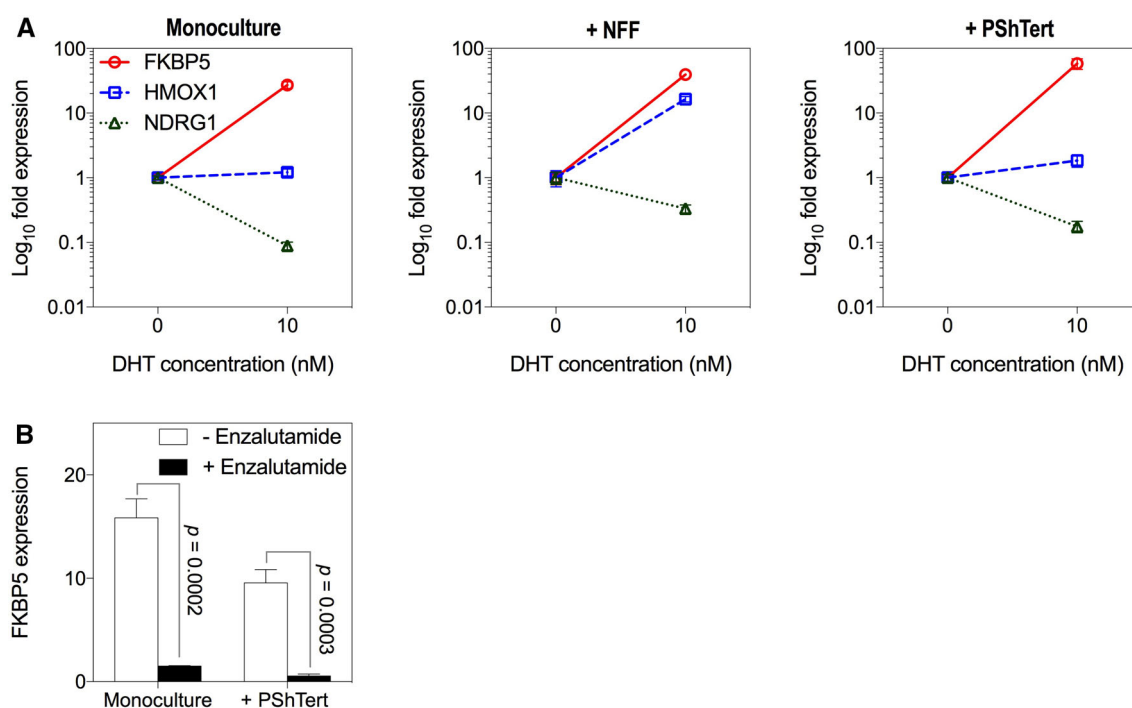 A
Monoculture
+ NFF
+ PShTert
Log10 fold expression
100
10
1
0.1
0.01
FKBP5
HMOX1
NDRG1
0
10
DHT concentration (nM)
Log10 fold expression
100
10
1
0.1
0.01
0
10
DHT concentration (nM)
Log10 fold expression
100
10
1
0.1
0.01
0
10
DHT concentration (nM)
B
FKBP5 expression
20
10
0
- Enzalutamide
+ Enzalutamide
p = 0.0002
p = 0.0003
Monoculture
+ PShTert